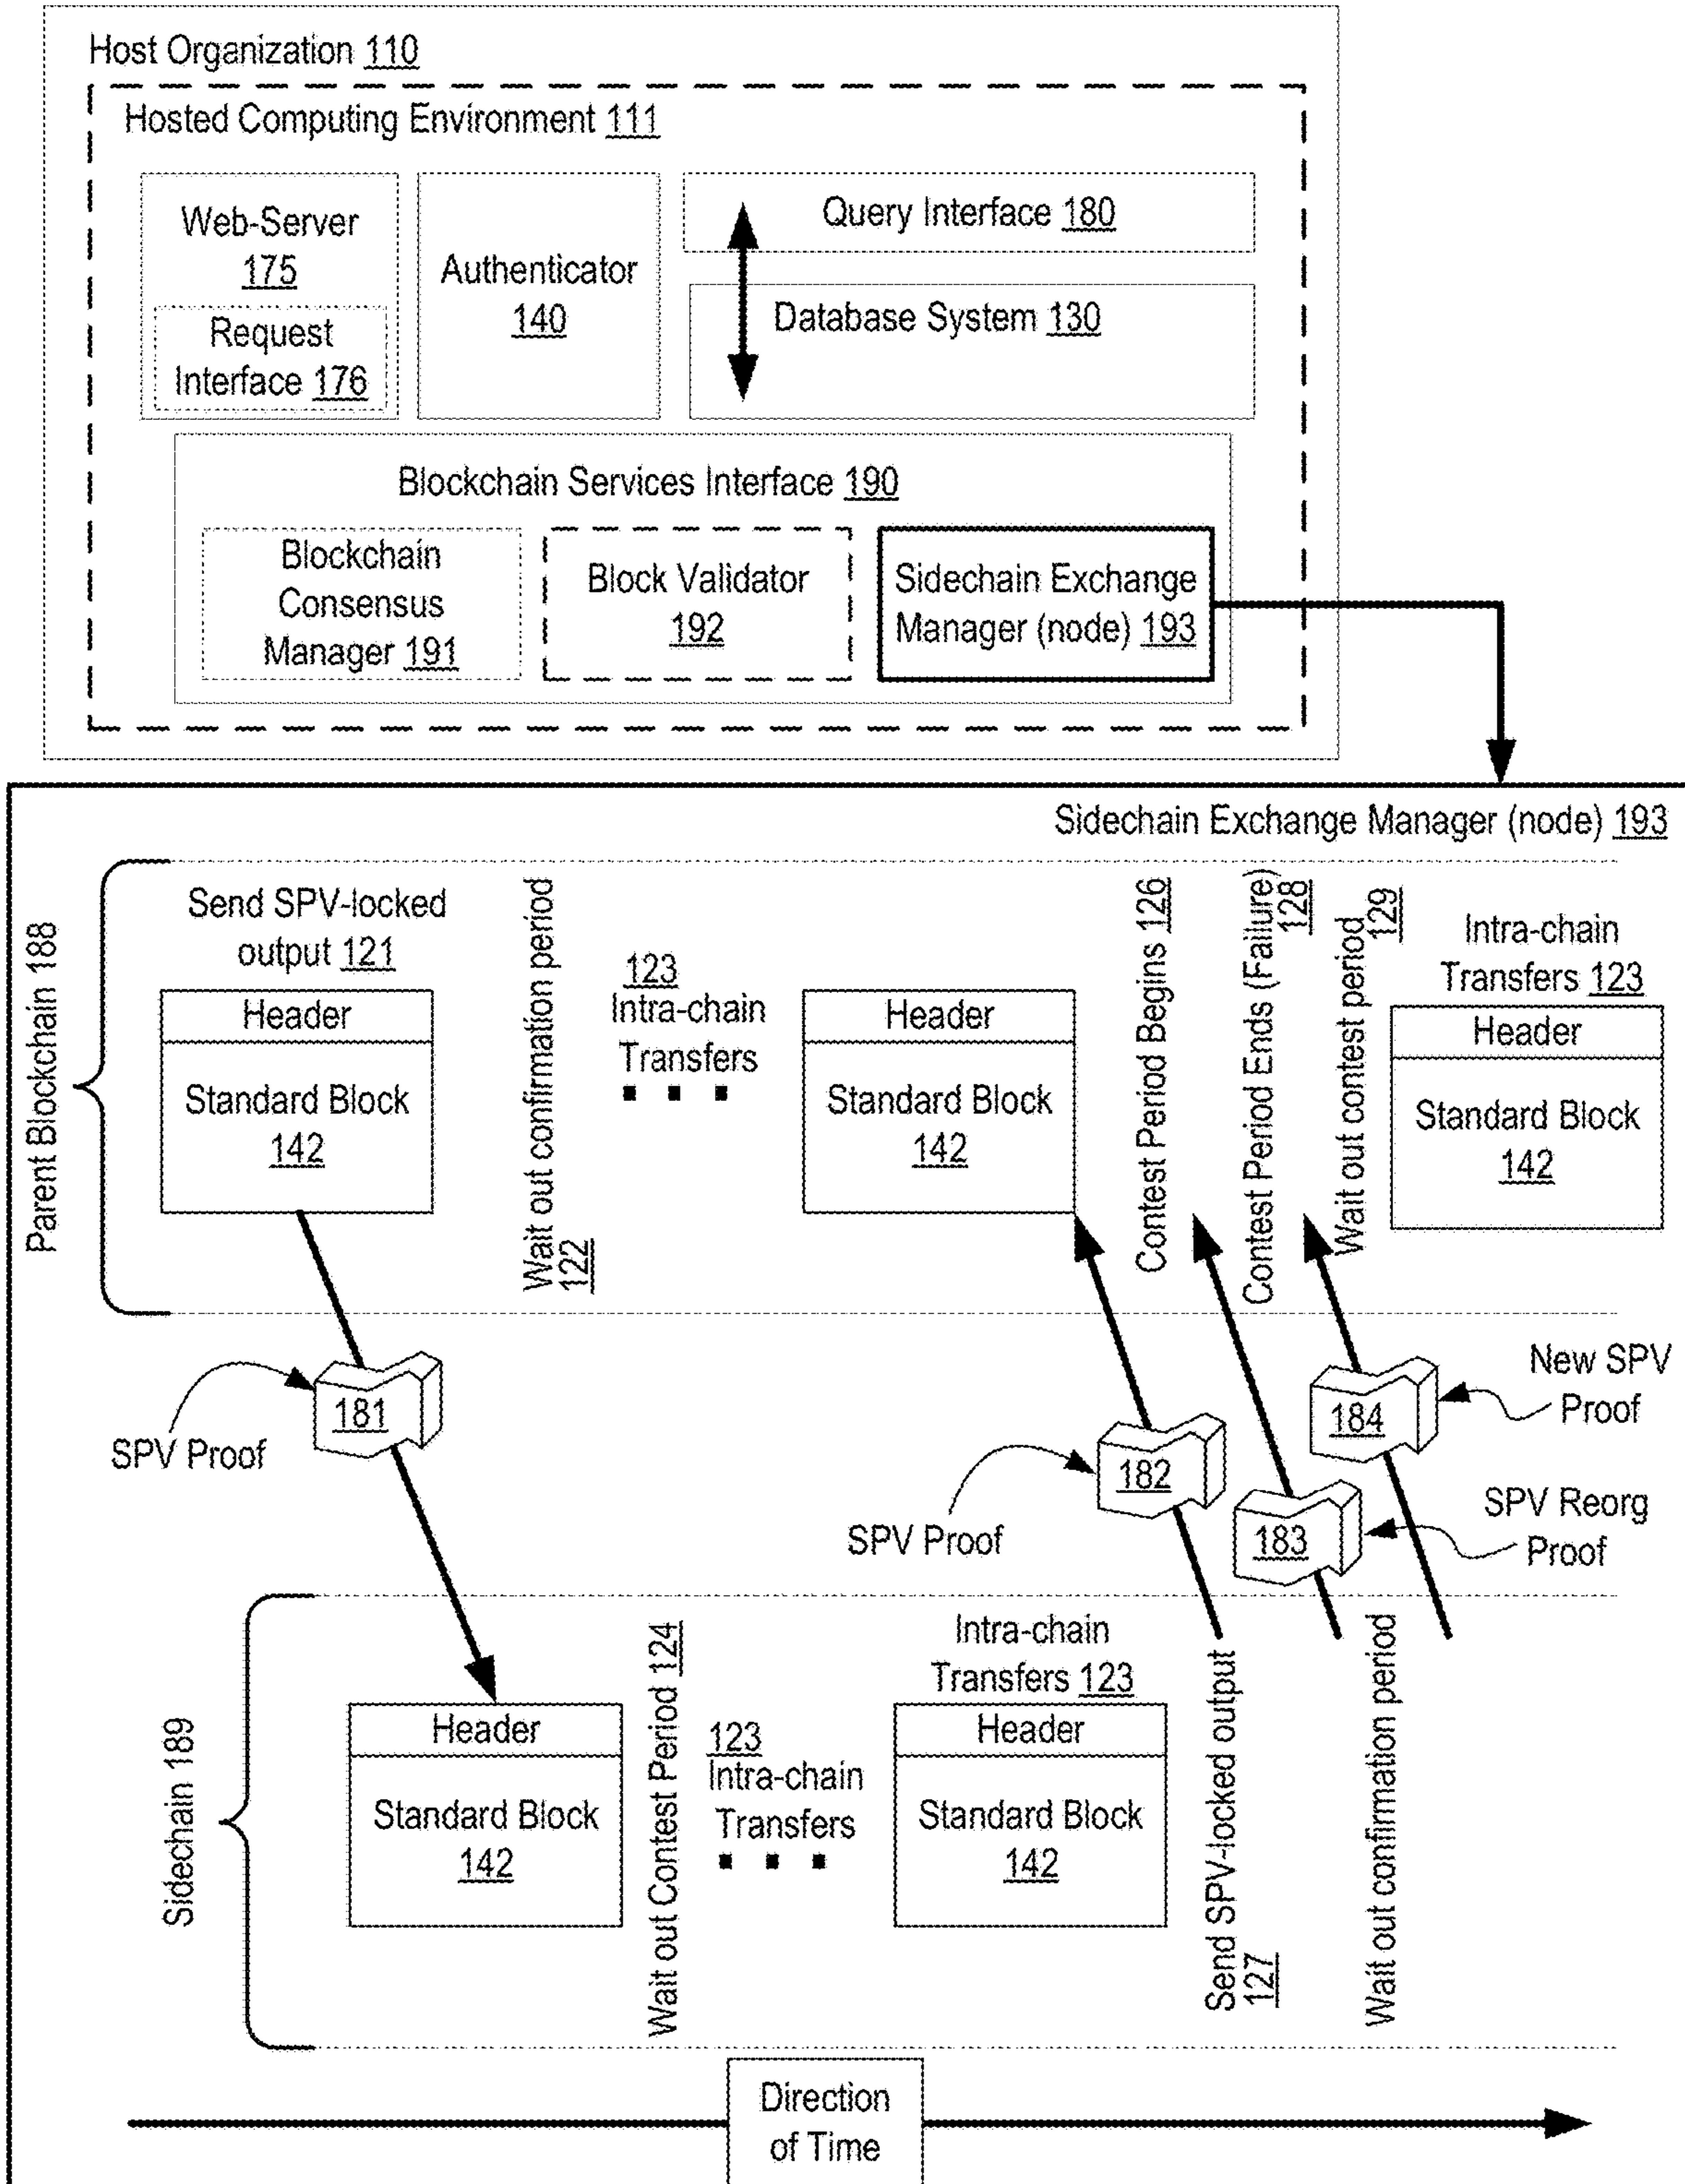 Host Organization 110
Hosted Computing Environment 111
Web-Server
175
Request
Interface 176
Authenticator
140
Query Interface 180
Database System 130
Blockchain Services Interface 190
Blockchain
Consensus
Manager 191
Block Validator
192
Sidechain Exchange
Manager (node) 193
Sidechain Exchange Manager (node) 193
Parent Blockchain 188
Send SPV-locked
output 121
Header
Standard Block
142
Wait out confirmation period
122
123
Intra-chain
Transfers
Header
Standard Block
142
Contest Period Begins 126
Contest Period Ends (Failure)
128
Wait out contest period
129
Intra-chain
Transfers 123
Header
Standard Block
142
SPV Proof
181
SPV Proof
182
183
SPV Reorg
Proof
184
New SPV
Proof
Sidechain 189
Header
Standard Block
142
Wait out Contest Period 124
123
Intra-chain
Transfers
Intra-chain
Transfers 123
Header
Standard Block
142
Send SPV-locked output
127
Wait out confirmation period
Direction
of Time